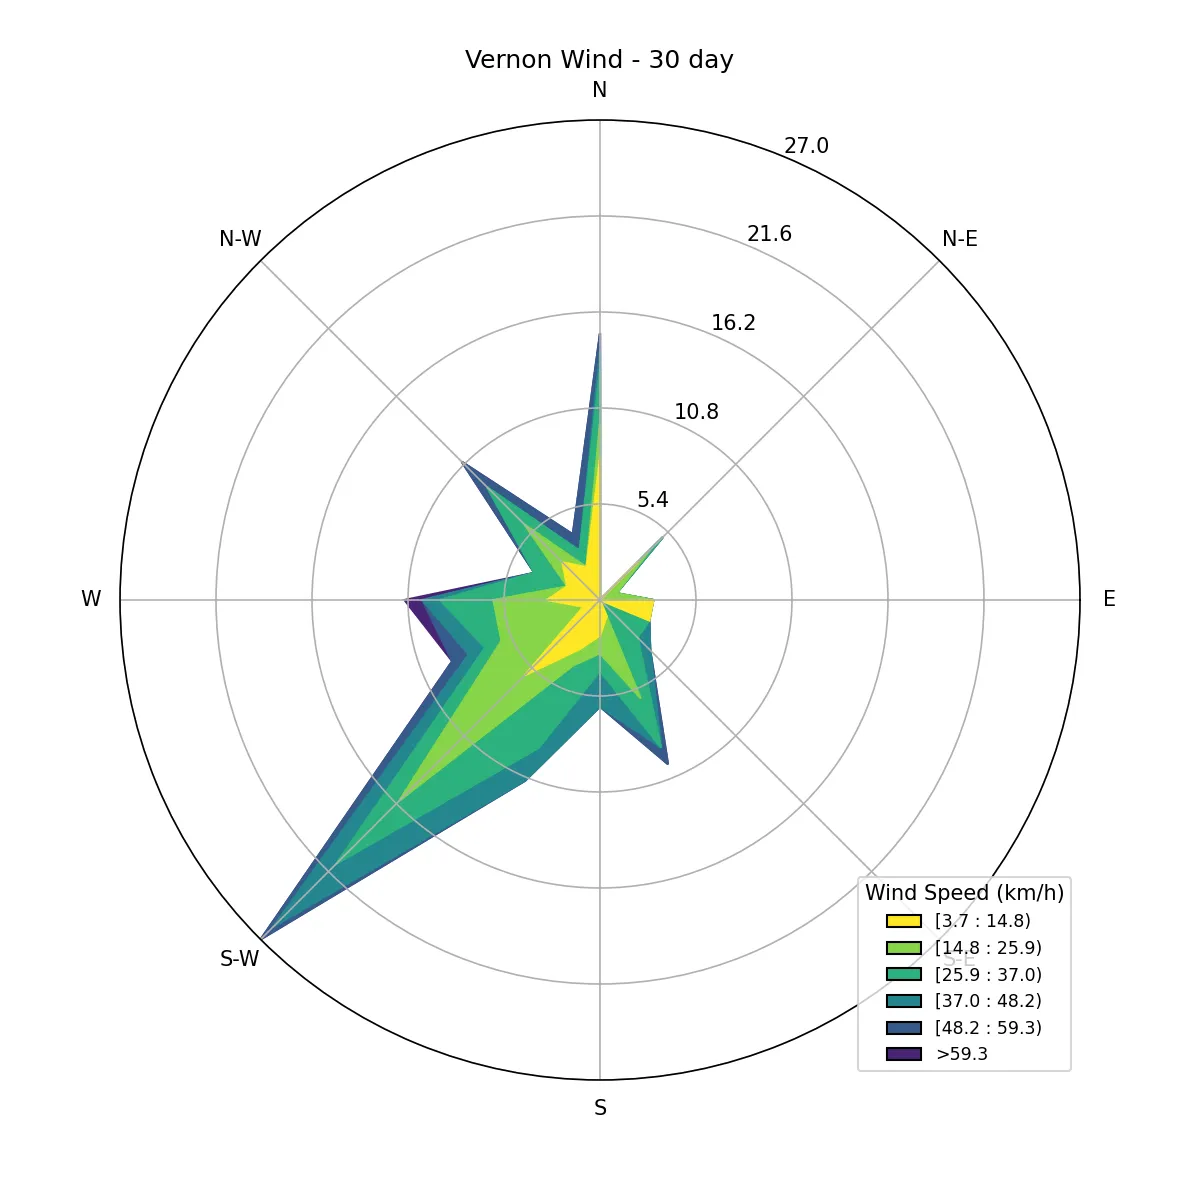 Vernon Wind - 30 day
N
27.0
N-W
21.6
N-E
16.2
10.8
5.4
W
E
S-W
S-E
S
Wind Speed (km/h)
[3.7 : 14.8)
[14.8 : 25.9)
[25.9 : 37.0)
[37.0 : 48.2)
[48.2 : 59.3)
>59.3